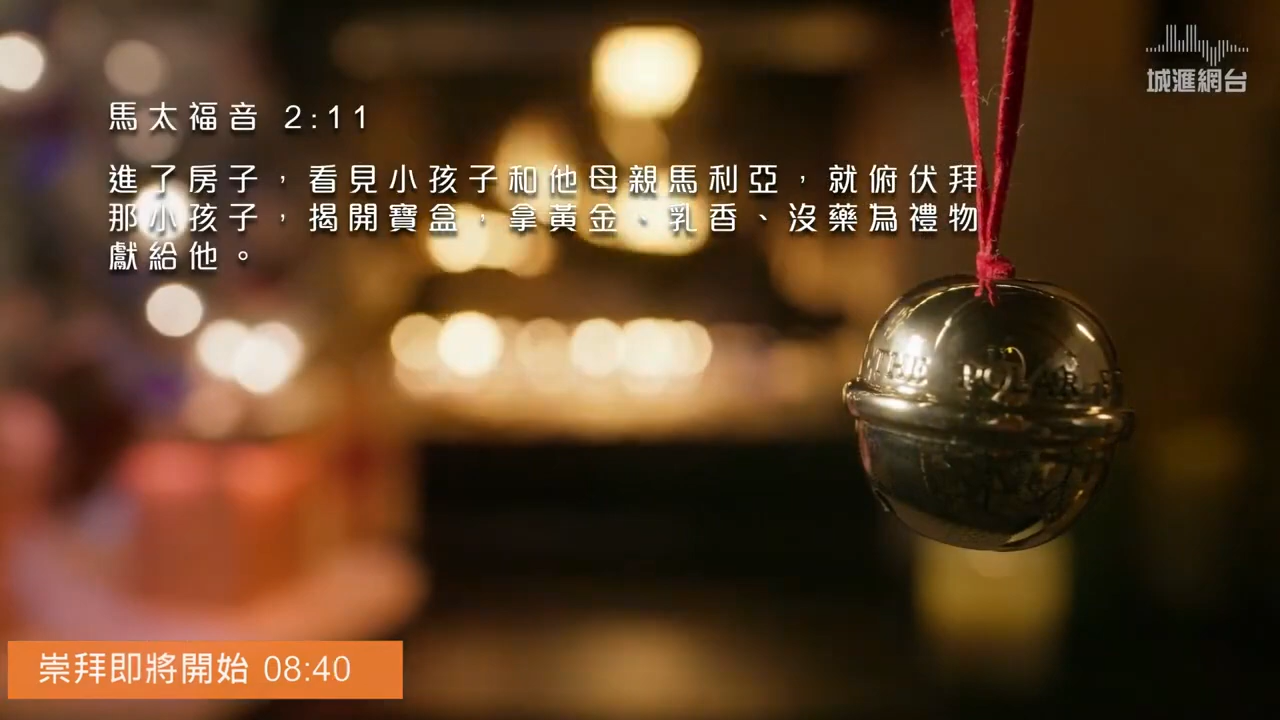 城滙網台
馬太福音 2:11
進了房子，看見小孩子和他母親馬利亞，就俯伏拜
那小孩子，揭開寶盒，拿黃金、乳香、沒藥為禮物
獻給他。
THE POLAR E
崇拜即將開始 08:40